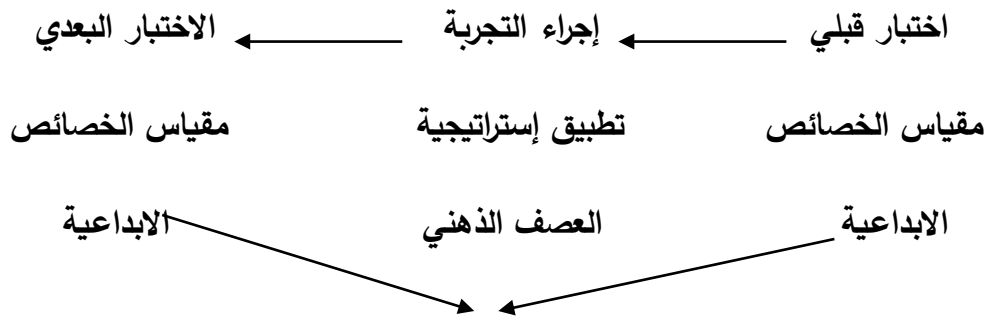 اختبار قبلي إجراء التجربة الاختبار البعدي
مقياس الخصائص تطبيق إستراتيجية مقياس الخصائص
الابداعية العصف الذهني الابداعية